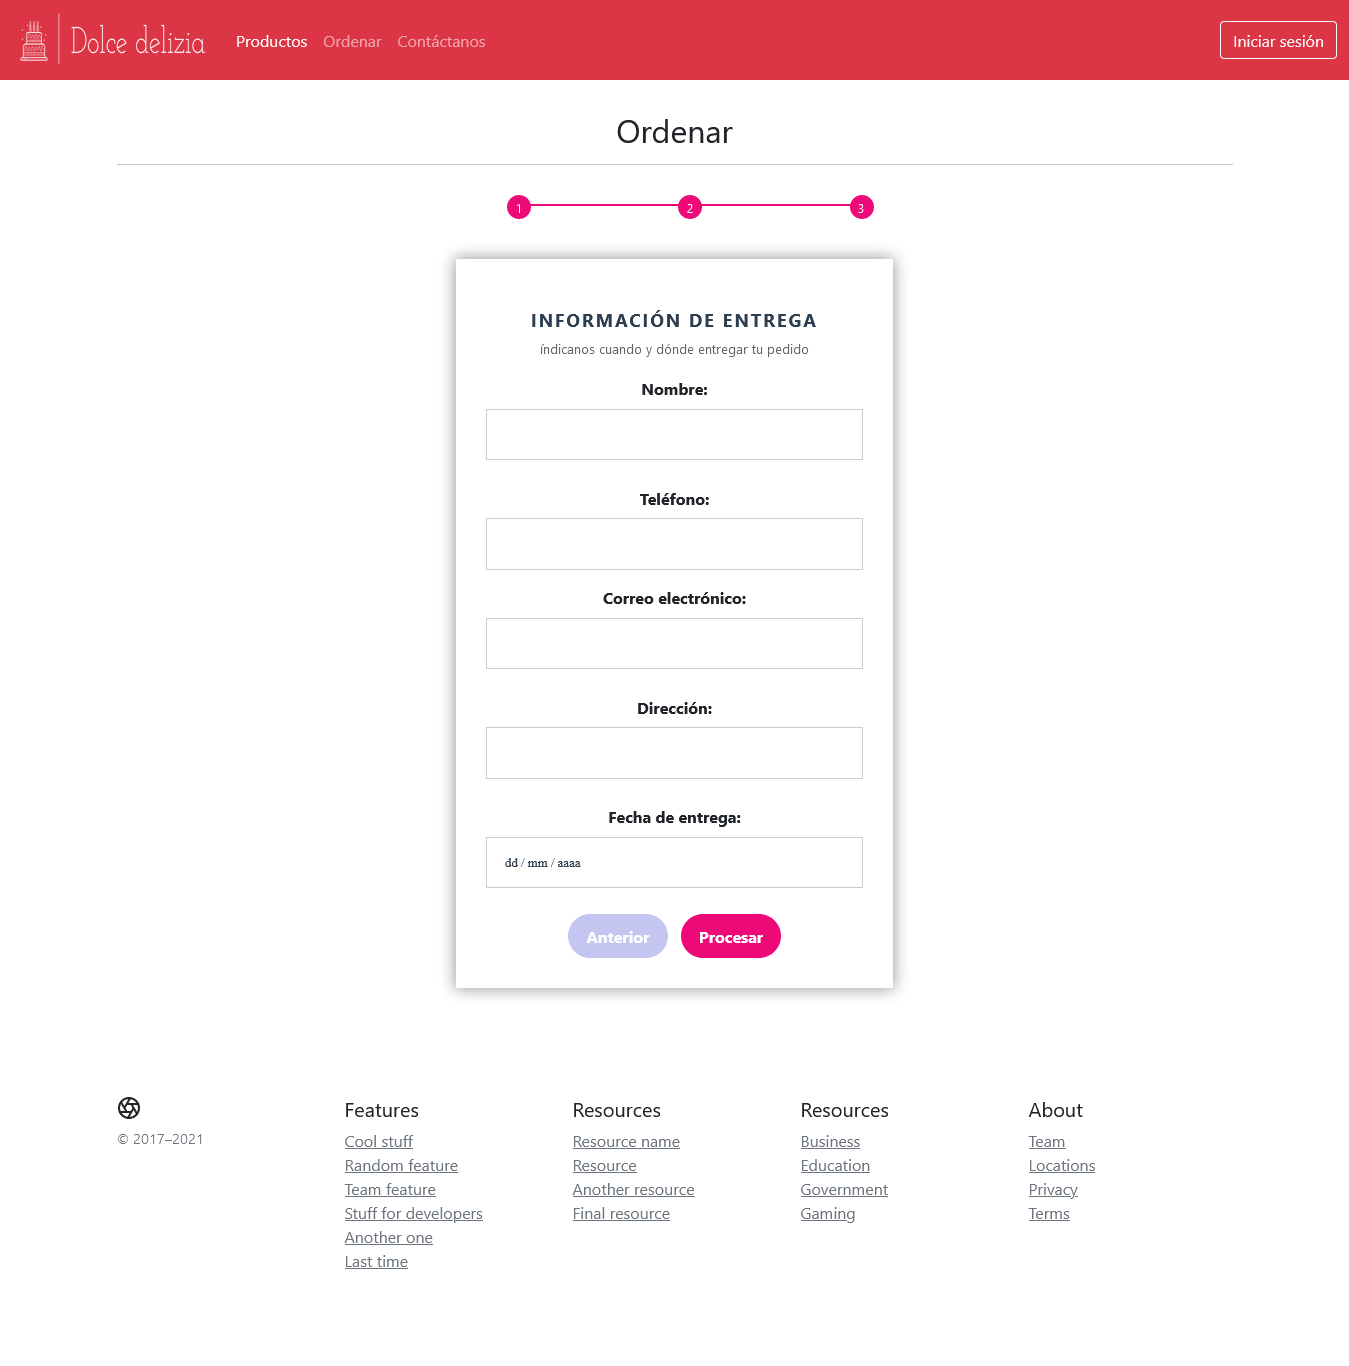 Dolce delizia
Productos Ordenar Contáctanos
Iniciar sesión
Ordenar
1 2 3
INFORMACIÓN DE ENTREGA
índicanos cuando y dónde entregar tu pedido
Nombre:
Teléfono:
Correo electrónico:
Dirección:
Fecha de entrega:
dd / mm / aaaa
Anterior Procesar
© 2017–2021
Features
Cool stuff
Random feature
Team feature
Stuff for developers
Another one
Last time
Resources
Resource name
Resource
Another resource
Final resource
Resources
Business
Education
Government
Gaming
About
Team
Locations
Privacy
Terms